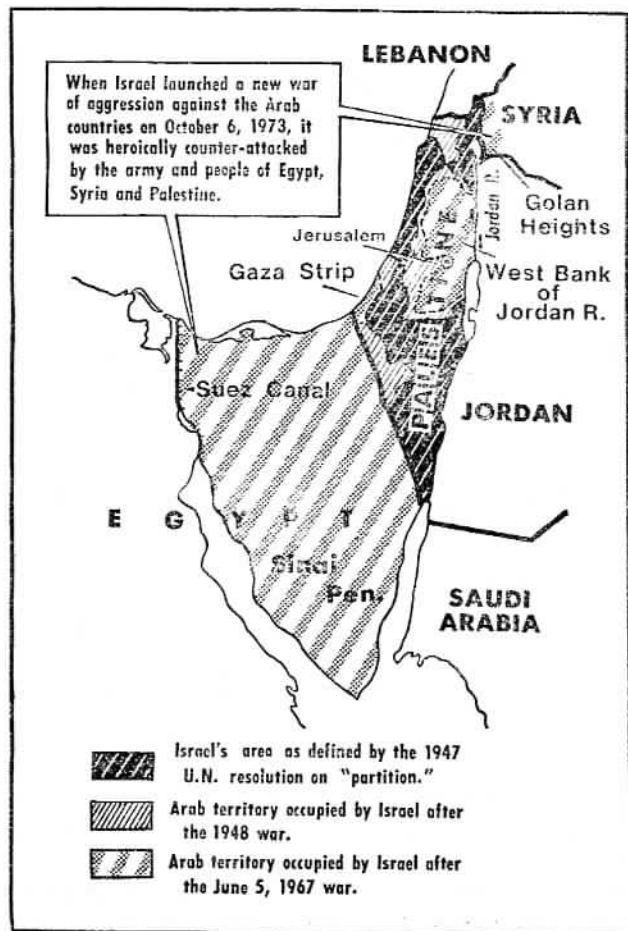 LEBANON
When Israel launched a new war
of aggression against the Arab
countries on October 6, 1973, it
was heroically counter-attacked
by the army and people of Egypt,
Syria and Palestine.
SYRIA
Jordan R.
Golan
Heights
Jerusalem
Gaza Strip
West Bank
of
Jordan R.
PALESTINE
Suez Canal
JORDAN
EGYPT
Sinai
Pen.
SAUDI
ARABIA
Israel's area as defined by the 1947
U.N. resolution on "partition."
Arab territory occupied by Israel after
the 1948 war.
Arab territory occupied by Israel after
the June 5, 1967 war.